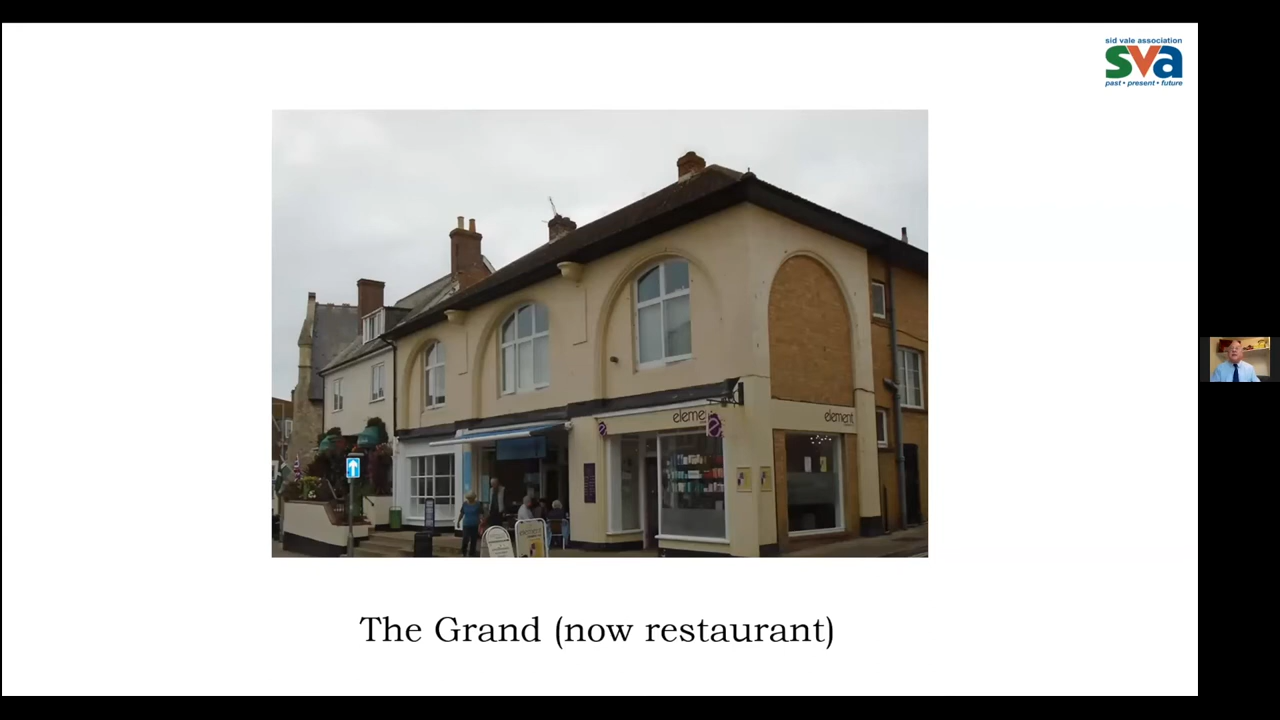 sid vale association
sva
past • present • future
element
element
The Grand (now restaurant)